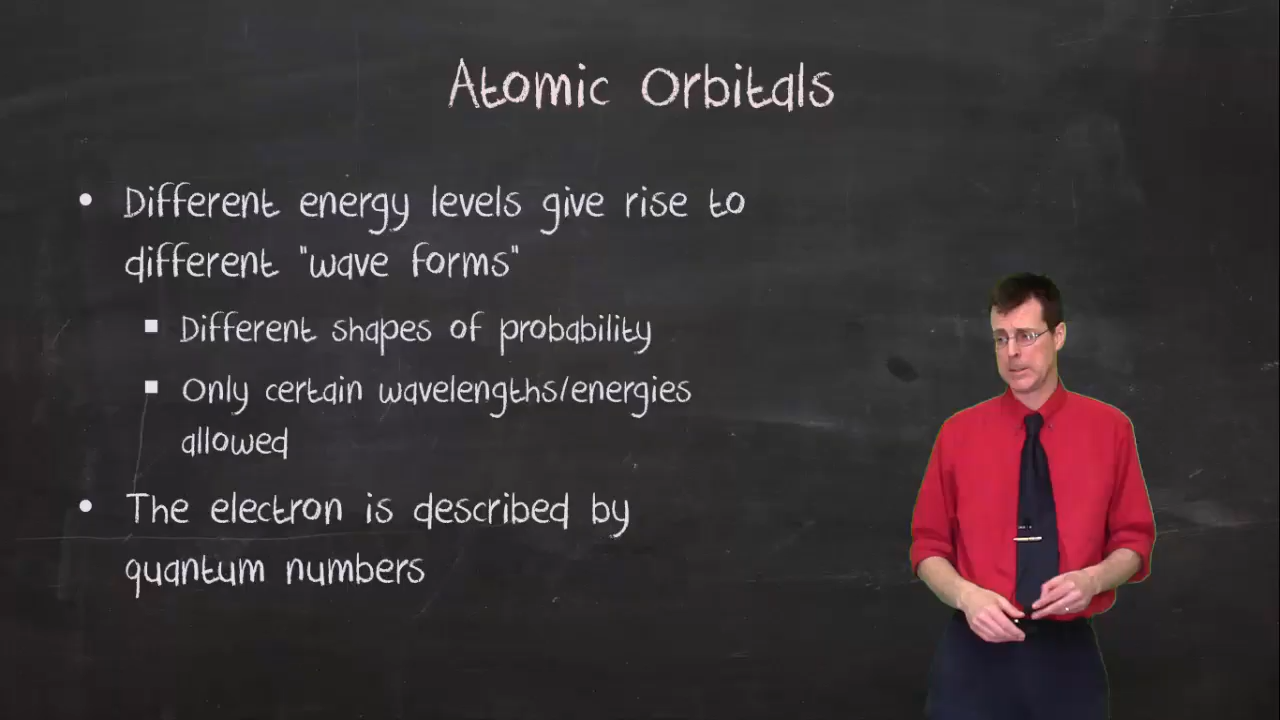 Atomic Orbitals
• Different energy levels give rise to
different "wave forms"
▪ Different shapes of probability
▪ Only certain wavelengths/energies
allowed
• The electron is described by
quantum numbers